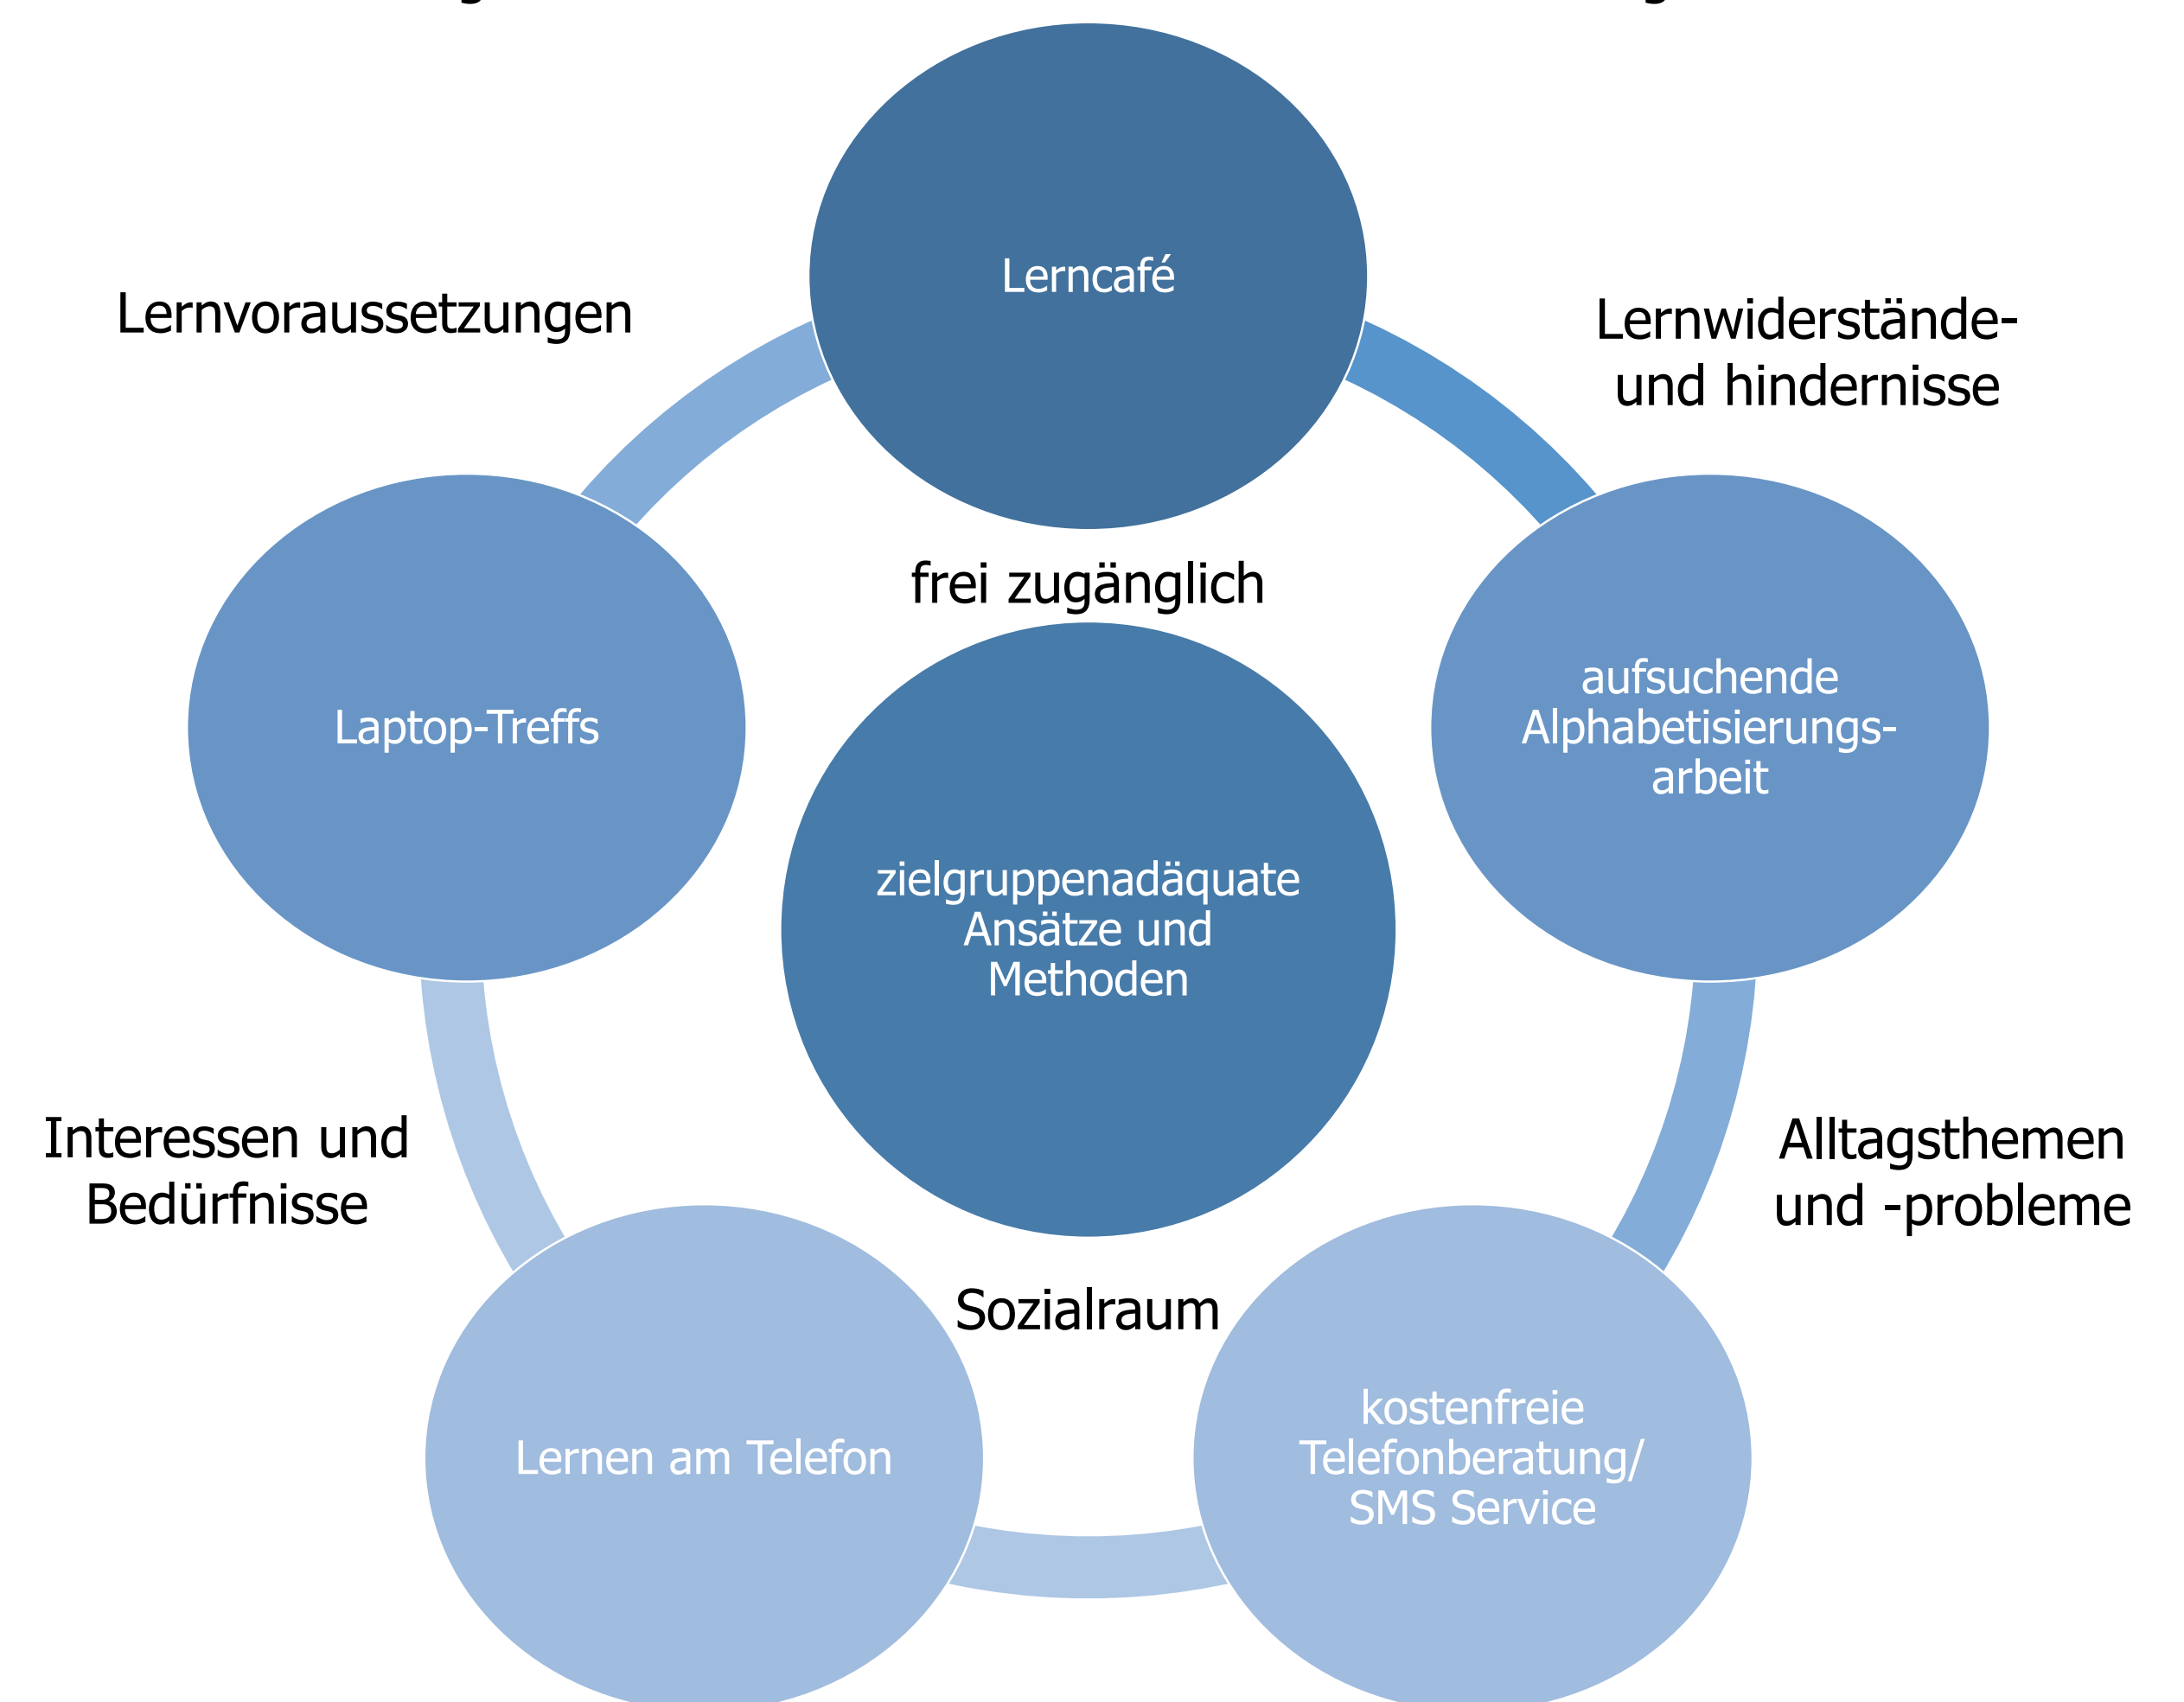 Lerncafé
Lernvoraussetzungen
Lernwiderstände-
und hindernisse
frei zugänglich
Laptop-Treffs
aufsuchende
Alphabetisierungs-
arbeit
zielgruppenadäquate
Ansätze und
Methoden
Interessen und
Bedürfnisse
Alltagsthemen
und -probleme
Sozialraum
Lernen am Telefon
kostenfreie
Telefonberatung/
SMS Service